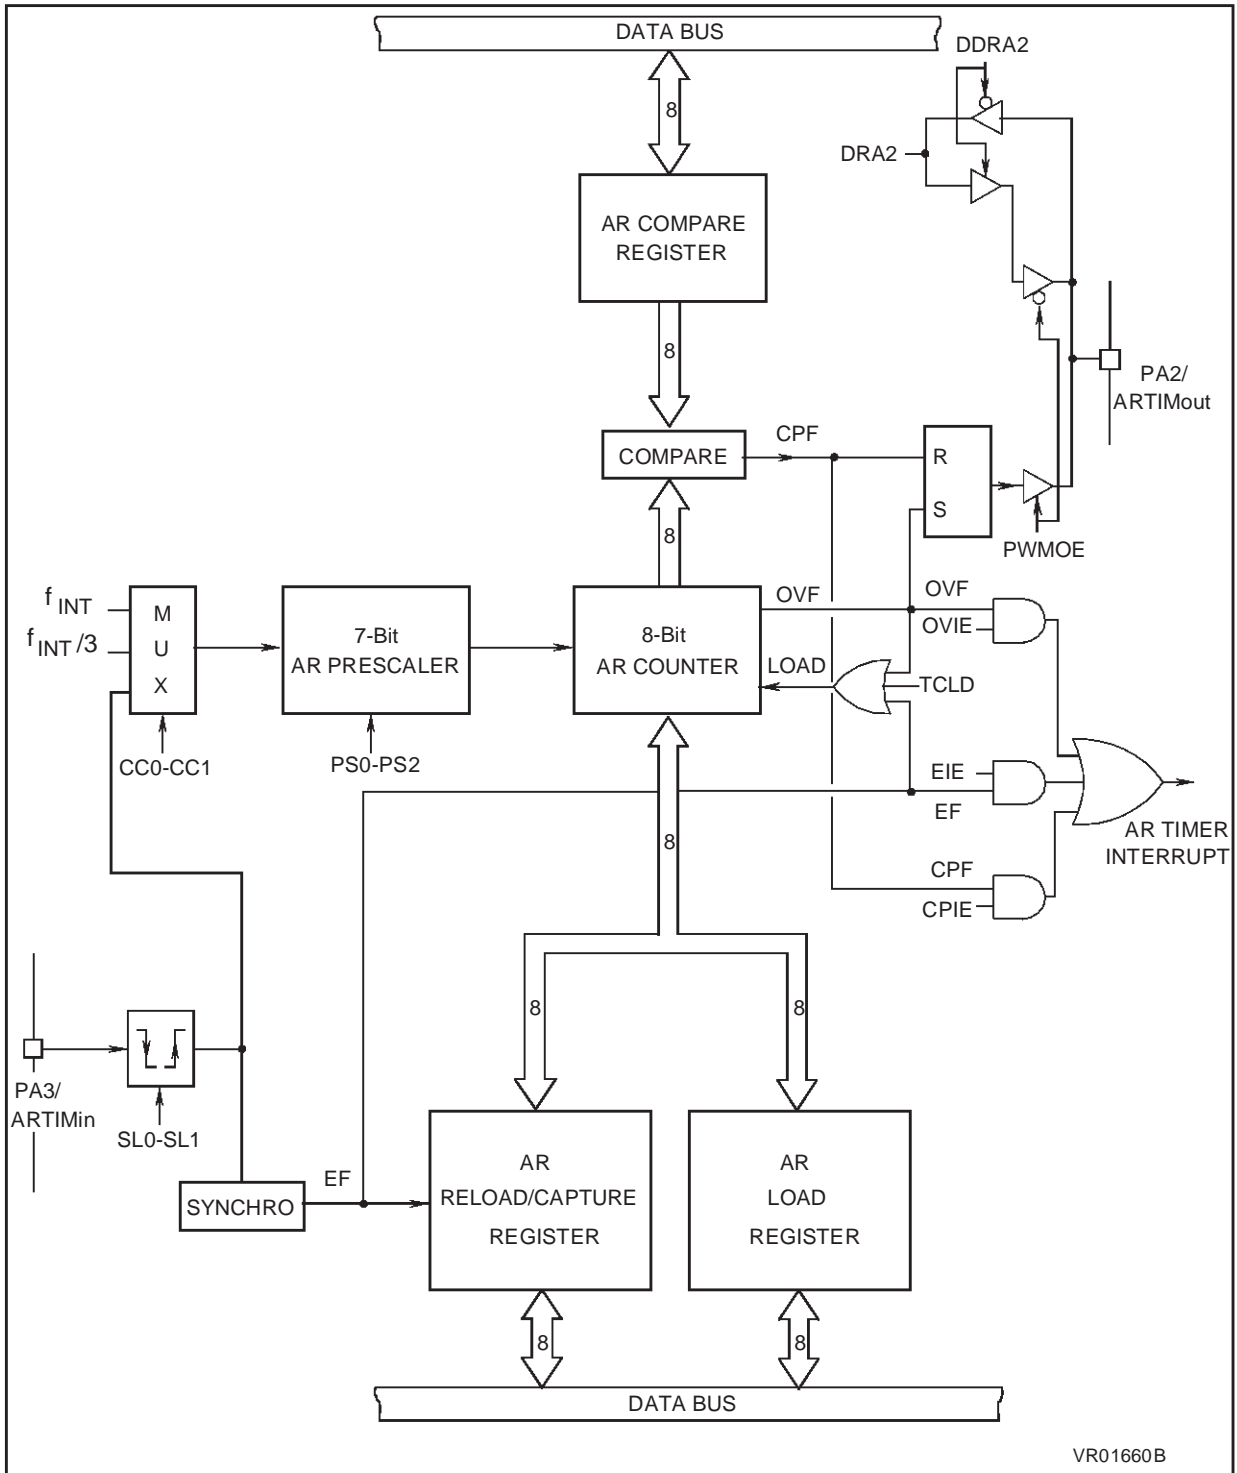 DATA BUS
DDRA2
8
DRA2
AR COMPARE
REGISTER
8
PA2/
ARTIMout
CPF
COMPARE
R
S
8
PWMOE
f INT
f INT /3
M
U
X
7-Bit
AR PRESCALER
8-Bit
AR COUNTER
OVF
OVF
OVIE
LOAD
TCLD
CC0-CC1
PS0-PS2
EIE
EF
AR TIMER
INTERRUPT
8
CPF
CPIE
8
8
PA3/
ARTIMin
SL0-SL1
EF
SYNCHRO
AR
RELOAD/CAPTURE
REGISTER
AR
LOAD
REGISTER
8
8
DATA BUS
VR01660B